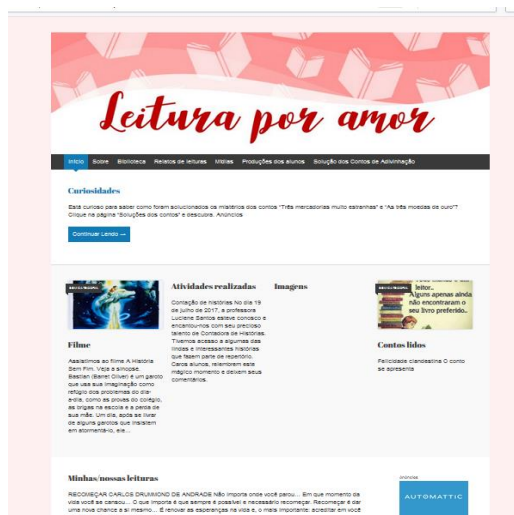 Leitura por amor
Início Sobre Biblioteca Relatos de leituras Mídias Produções dos alunos Solução dos Contos de Adivinhação
Curiosidades
Está curioso para saber como foram solucionados os mistérios dos contos "Três mercadorias muito estranhas" e "As três moedas de ouro"?
Clique na página "Soluções dos contos" e descubra. Anúncios
Continuar Lendo →
Filme
Assistimos ao filme A História
Sem Fim. Veja a sinopse.
Bastian (Barret Oliver) é um garoto
que usa sua imaginação como
refúgio dos problemas do dia-
a-dia, como as provas do colégio,
as brigas na escola e a perda de
sua mãe. Um dia, após se livrar
de alguns garotos que insistem
em atormentá-lo, ele...
Atividades realizadas
Contação de histórias No dia 19
de julho de 2017, a professora
Luciene Santos esteve conosco e
encantou-nos com seu precioso
talento de Contadora de Histórias.
Tivemos acesso a algumas das
lindas e interessantes histórias
que fazem parte de repertório.
Caros alunos, relembrem este
mágico momento e deixem seus
comentários.
Imagens
leitor..
Alguns apenas ainda
não encontraram o
seu livro preferido..
Contos lidos
Felicidade clandestina O conto
se apresenta
Minhas/nossas leituras
RECOMEÇAR CARLOS DRUMMOND DE ANDRADE Não importa onde você parou... Em que momento da
vida você se cansou... O que importa é que sempre é possível e necessário recomeçar. Recomeçar é dar
uma nova chance a si mesmo... É renovar as esperanças na vida e, o mais importante: acreditar em você
AUTOMATTIC